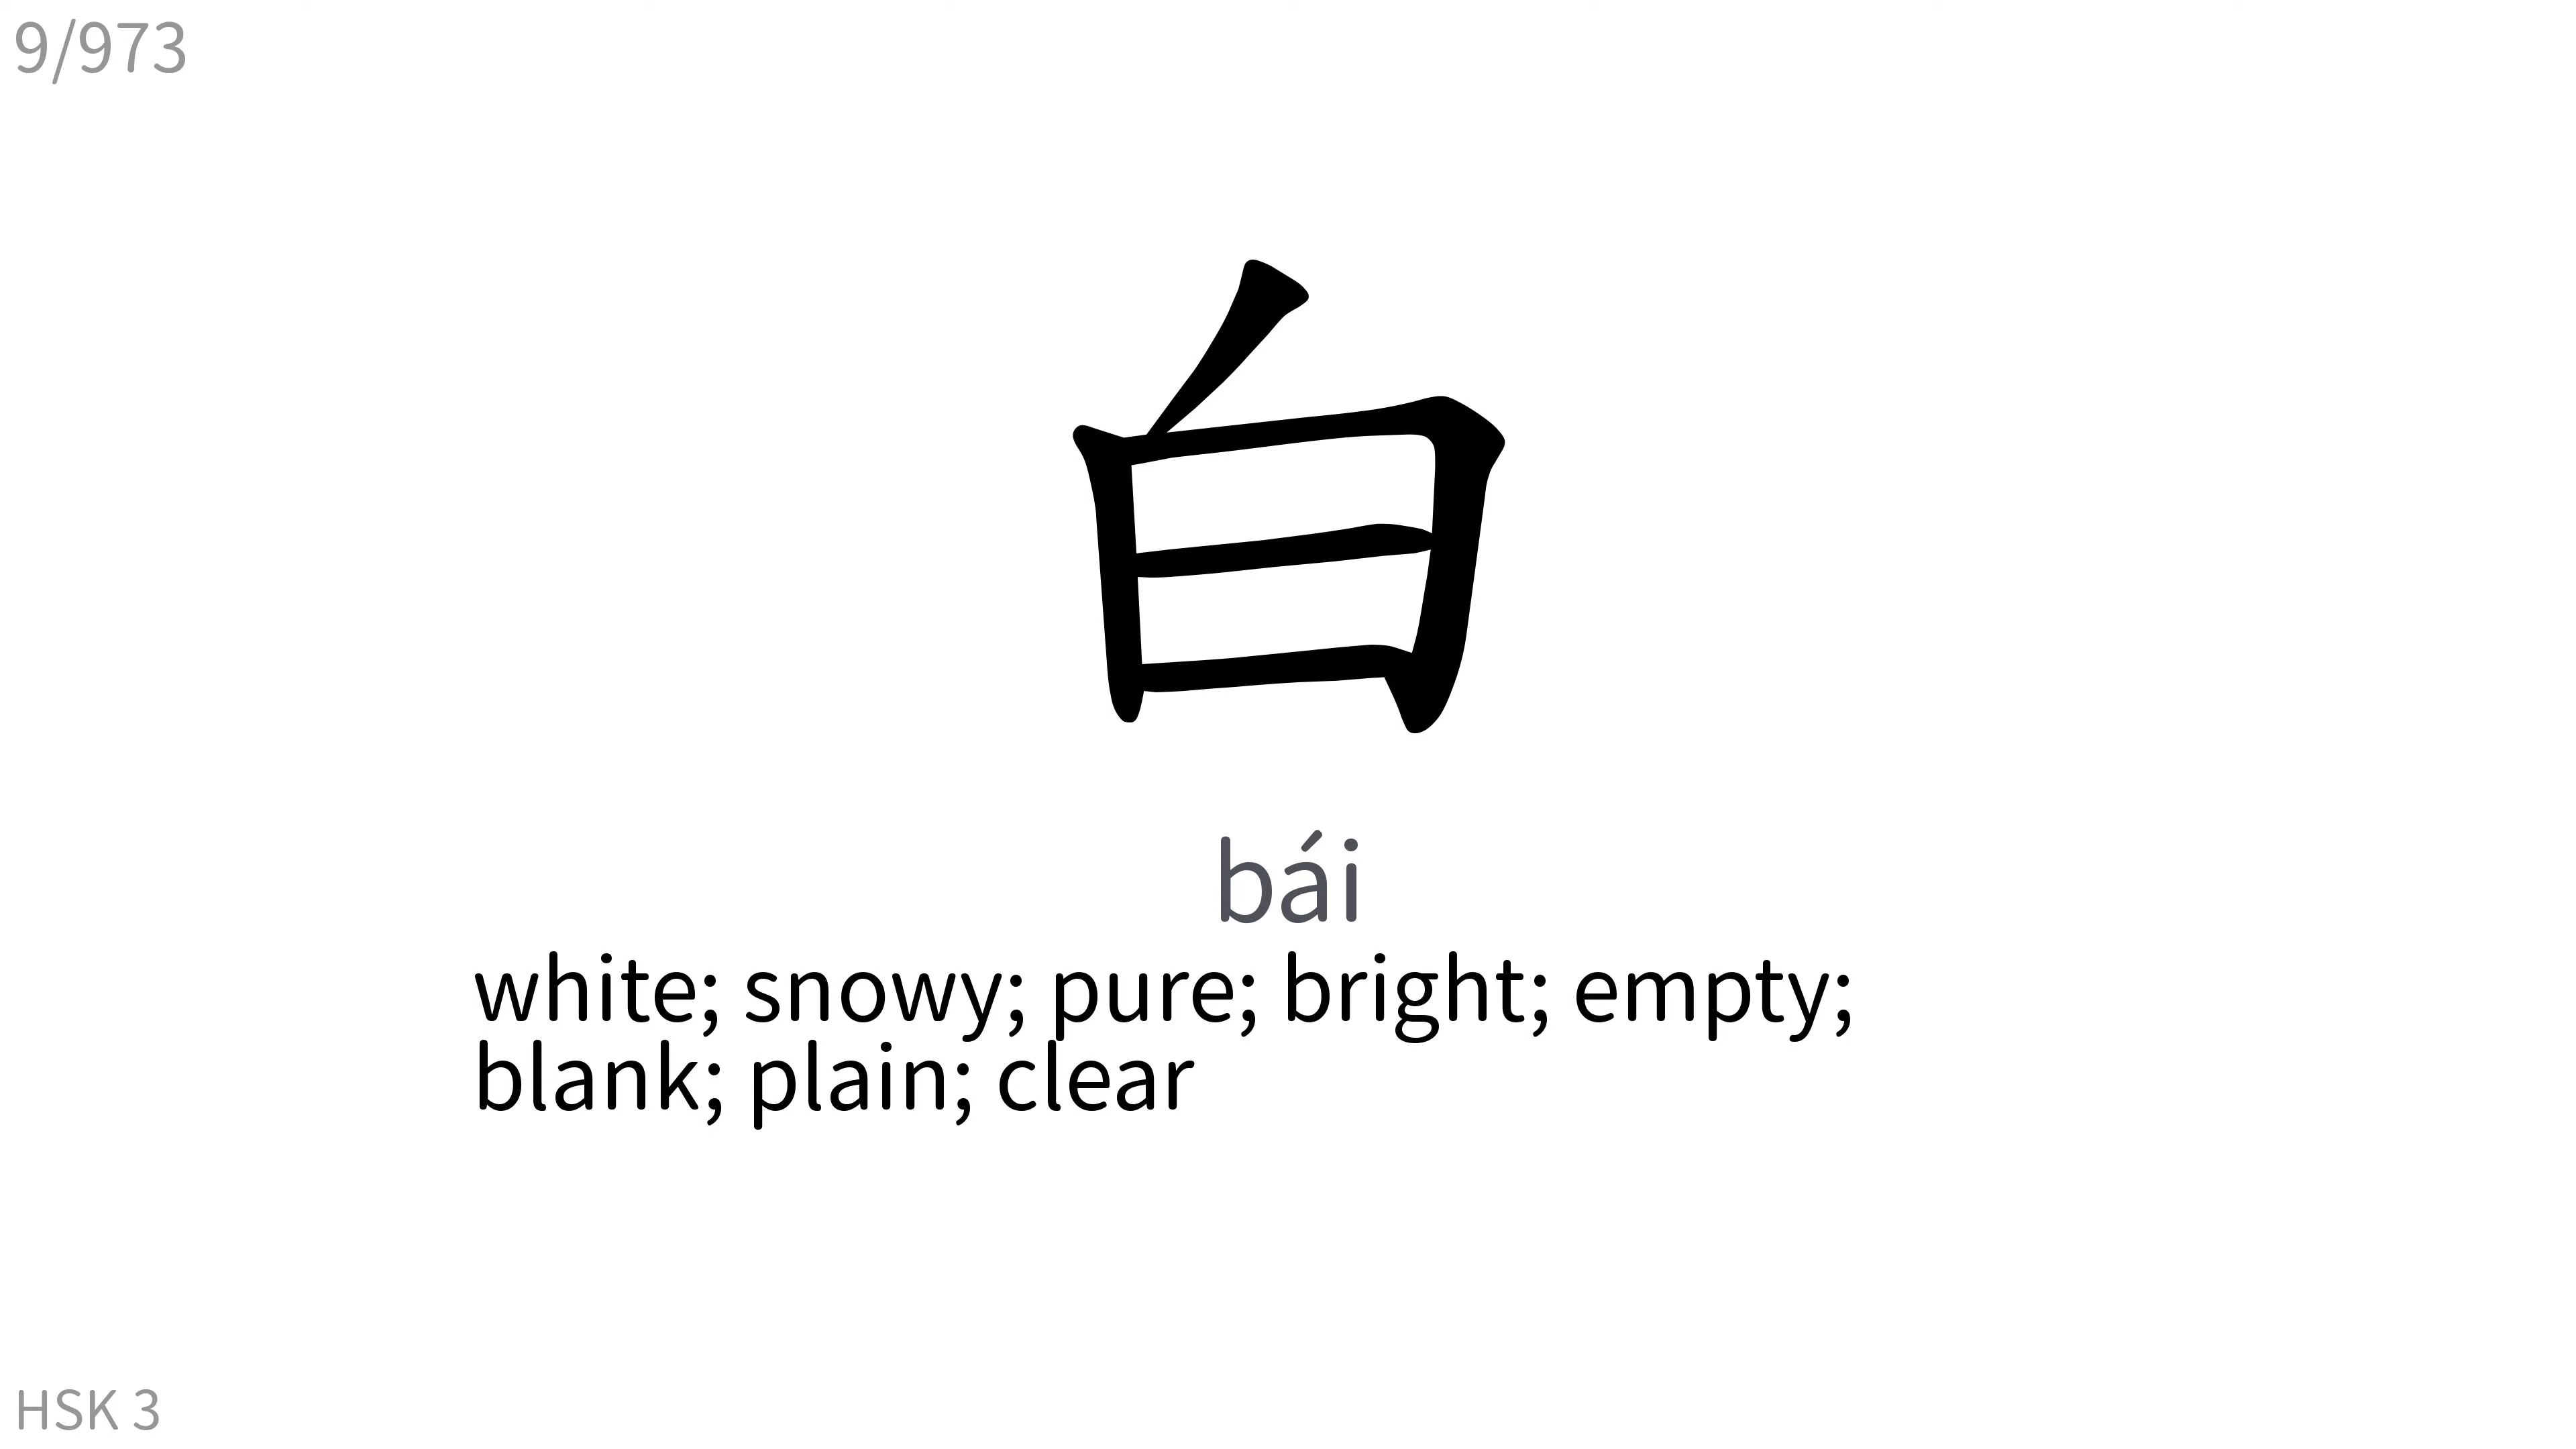 9/973
白
bái
white; snowy; pure; bright; empty;
blank; plain; clear
HSK 3